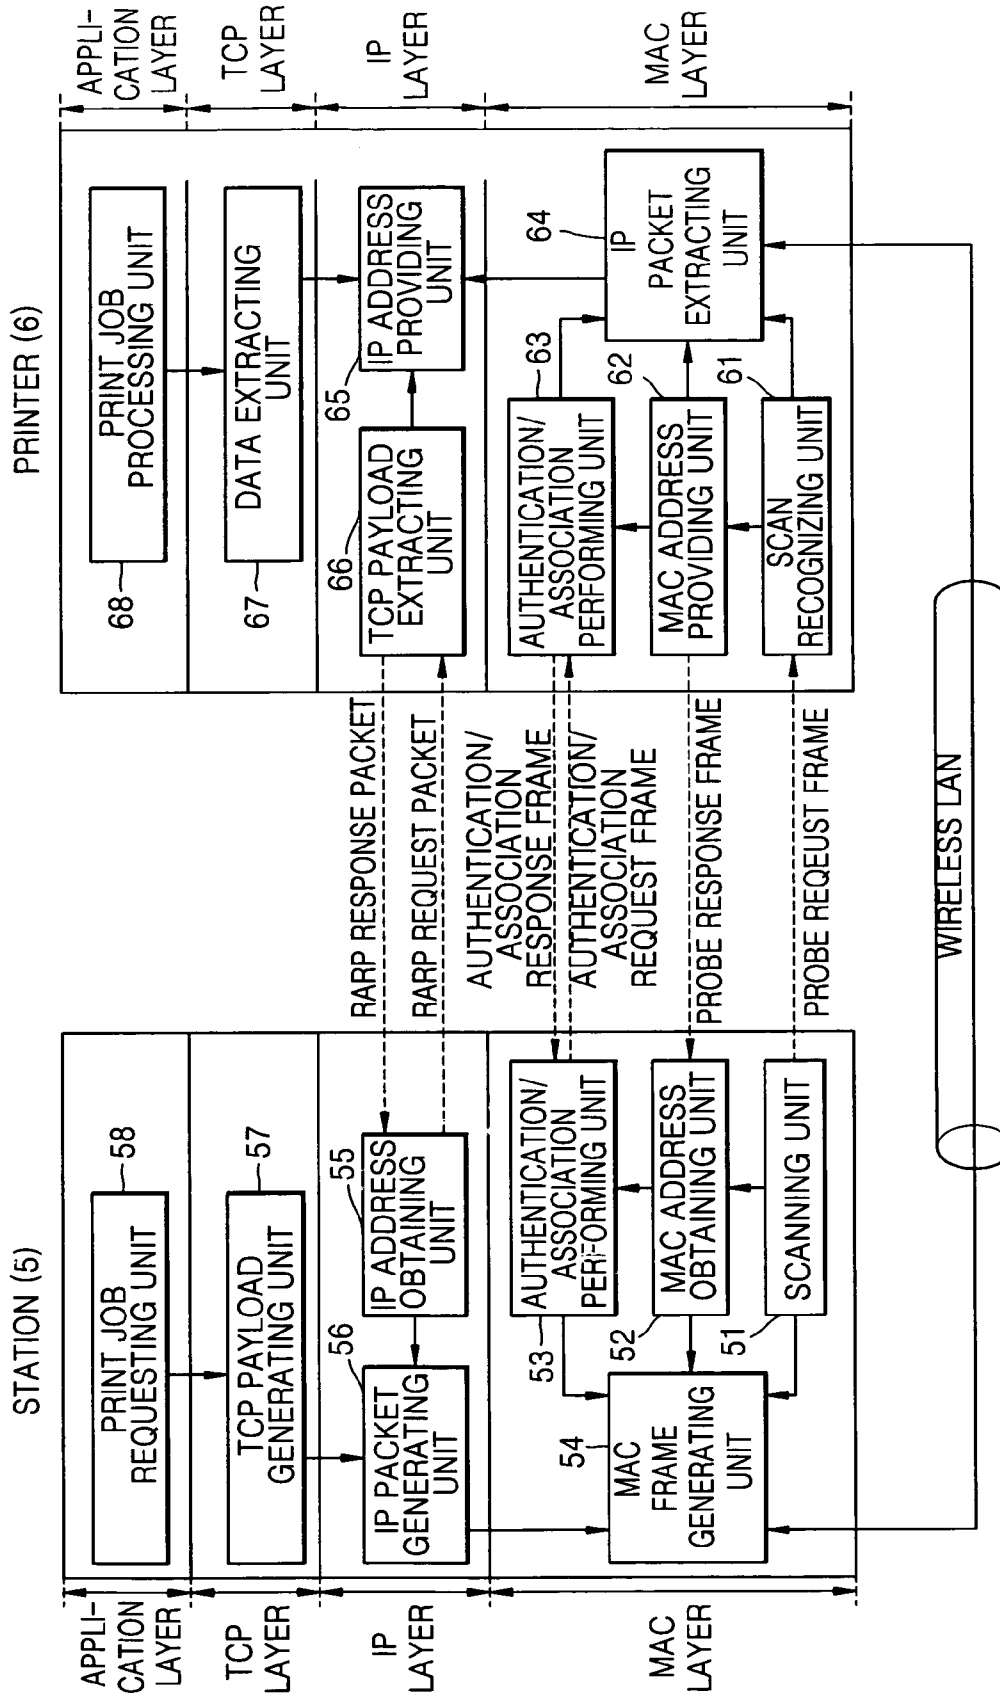 STATION (5)
PRINTER (6)
APPLI-
CATION
LAYER
TCP
LAYER
IP
LAYER
MAC
LAYER
PRINT JOB
REQUESTING UNIT
58
TCP PAYLOAD
GENERATING UNIT
57
IP PACKET
GENERATING
UNIT
56
IP ADDRESS
OBTAINING
UNIT
55
AUTHENTICATION/
ASSOCIATION
PERFORMING UNIT
53
MAC ADDRESS
OBTAINING UNIT
52
SCANNING UNIT
51
MAC
FRAME
GENERATING
UNIT
54
RARP RESPONSE PACKET
RARP REQUEST PACKET
AUTHENTICATION/
ASSOCIATION
RESPONSE FRAME
AUTHENTICATION/
ASSOCIATION
REQUEST FRAME
PROBE RESPONSE FRAME
PROBE REQEUST FRAME
WIRELESS LAN
PRINT JOB
PROCESSING UNIT
68
DATA EXTRACTING
UNIT
67
TCP PAYLOAD
EXTRACTING
UNIT
66
IP ADDRESS
PROVIDING
UNIT
65
AUTHENTICATION/
ASSOCIATION
PERFORMING UNIT
63
MAC ADDRESS
PROVIDING UNIT
62
SCAN
RECOGNIZING UNIT
61
IP
PACKET
EXTRACTING
UNIT
64
APPLI-
CATION
LAYER
TCP
LAYER
IP
LAYER
MAC
LAYER